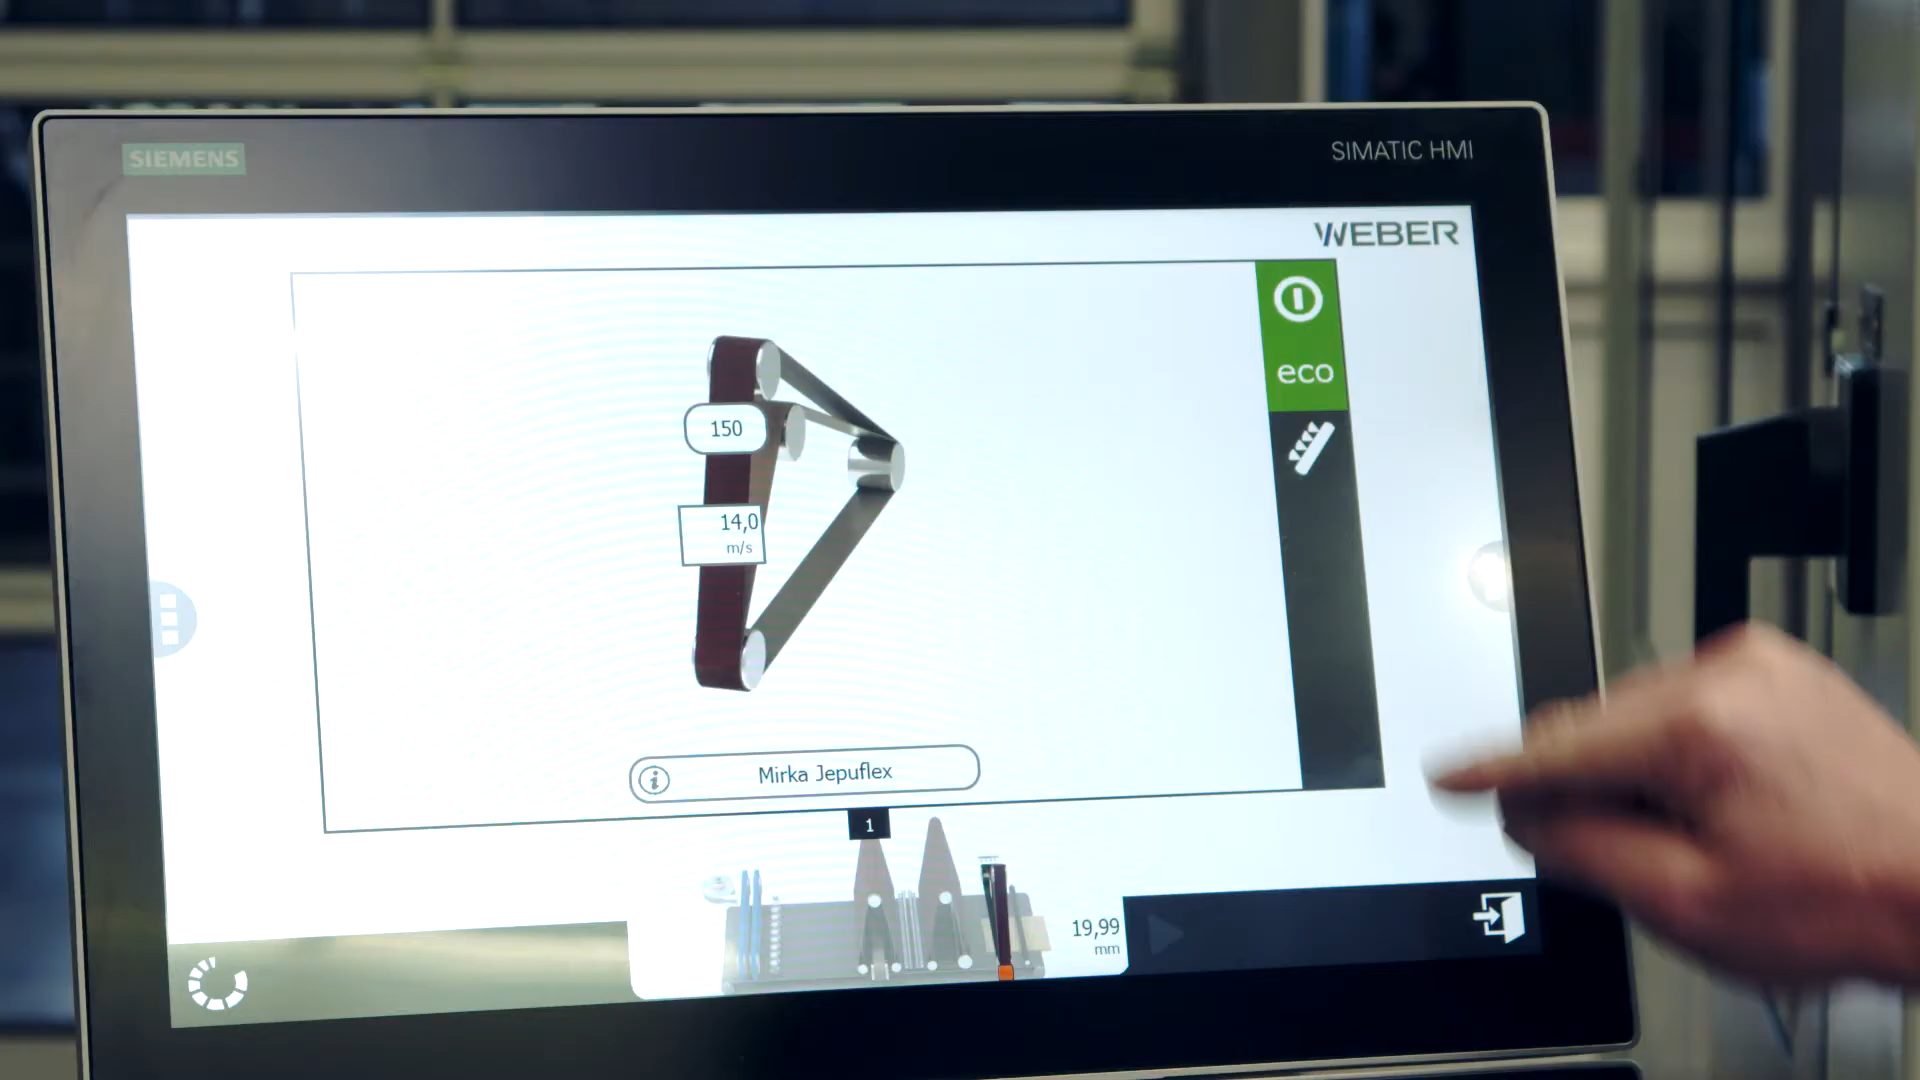 SIEMENS
SIMATIC HMI
WEBER
eco
150
14,0
m/s
Mirka Jepuflex
1
19,99
mm